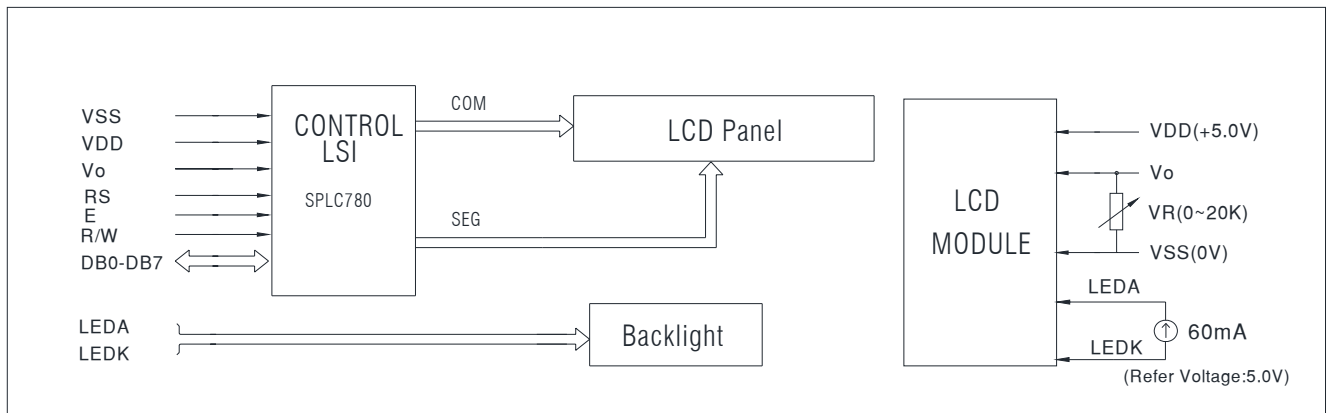 VSS
VDD
Vo
RS
E
R/W
DB0-DB7
LEDA
LEDK
CONTROL
LSI
SPLC780
COM
SEG
LCD Panel
Backlight
LCD
MODULE
VDD(+5.0V)
Vo
VR(0~20K)
VSS(0V)
LEDA
60mA
LEDK
(Refer Voltage:5.0V)